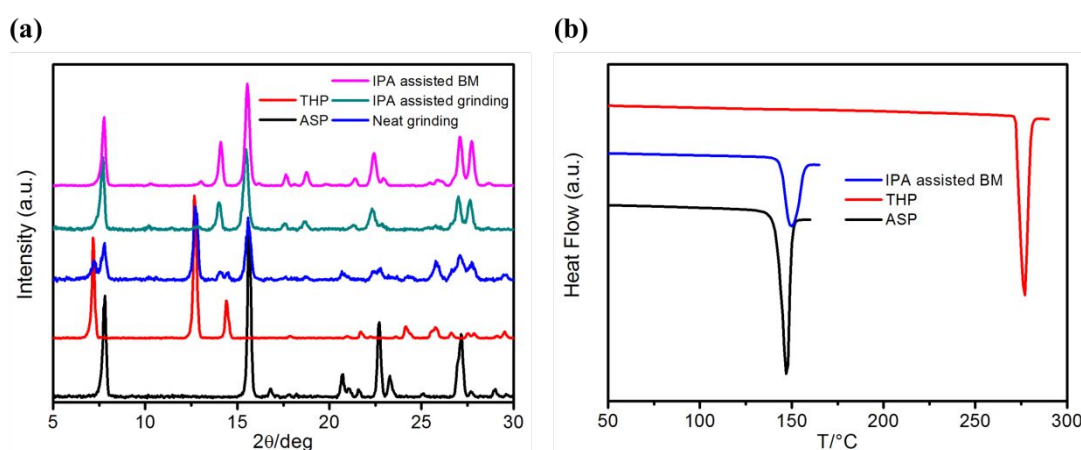 (a)
(b)
IPA assisted BM
THP
IPA assisted grinding
ASP
Neat grinding
Intensity (a.u.)
5
10
15
20
25
30
2θ/deg
IPA assisted BM
THP
ASP
Heat Flow (a.u.)
50
100
150
200
250
300
T/°C